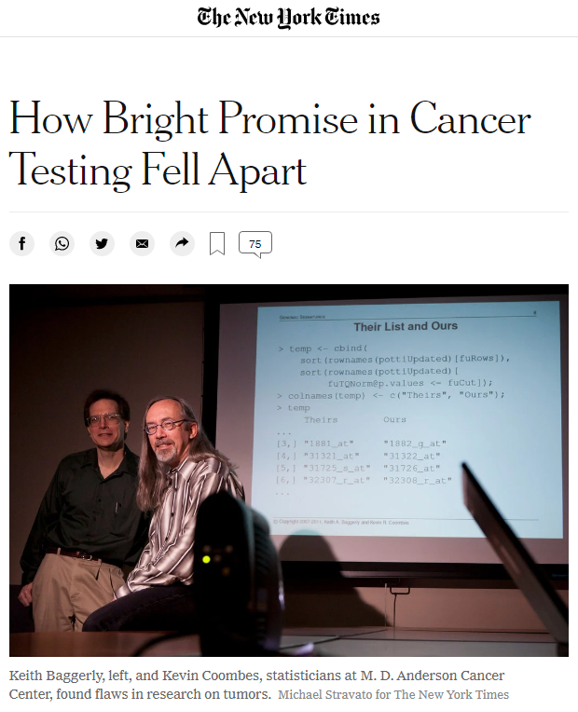 The New York Times
How Bright Promise in Cancer
Testing Fell Apart
75
Their List and Ours
> temp <- cbind(
sort(rownames(pottiUpdated)[fuRows]),
sort(rownames(pottiUpdated)[
fuTQNorm@p.values <= fuCut]);
> colnames(temp) <- c("Theirs", "Ours");
> temp
Theirs Ours
...
[3,] "1881_at" "1882_g_at"
[4,] "31321_at" "31322_at"
[5,] "31725_s_at" "31726_at"
[6,] "32307_r_at" "32308_r_at"
...
Keith Baggerly, left, and Kevin Coombes, statisticians at M. D. Anderson Cancer
Center, found flaws in research on tumors. Michael Stravato for The New York Times